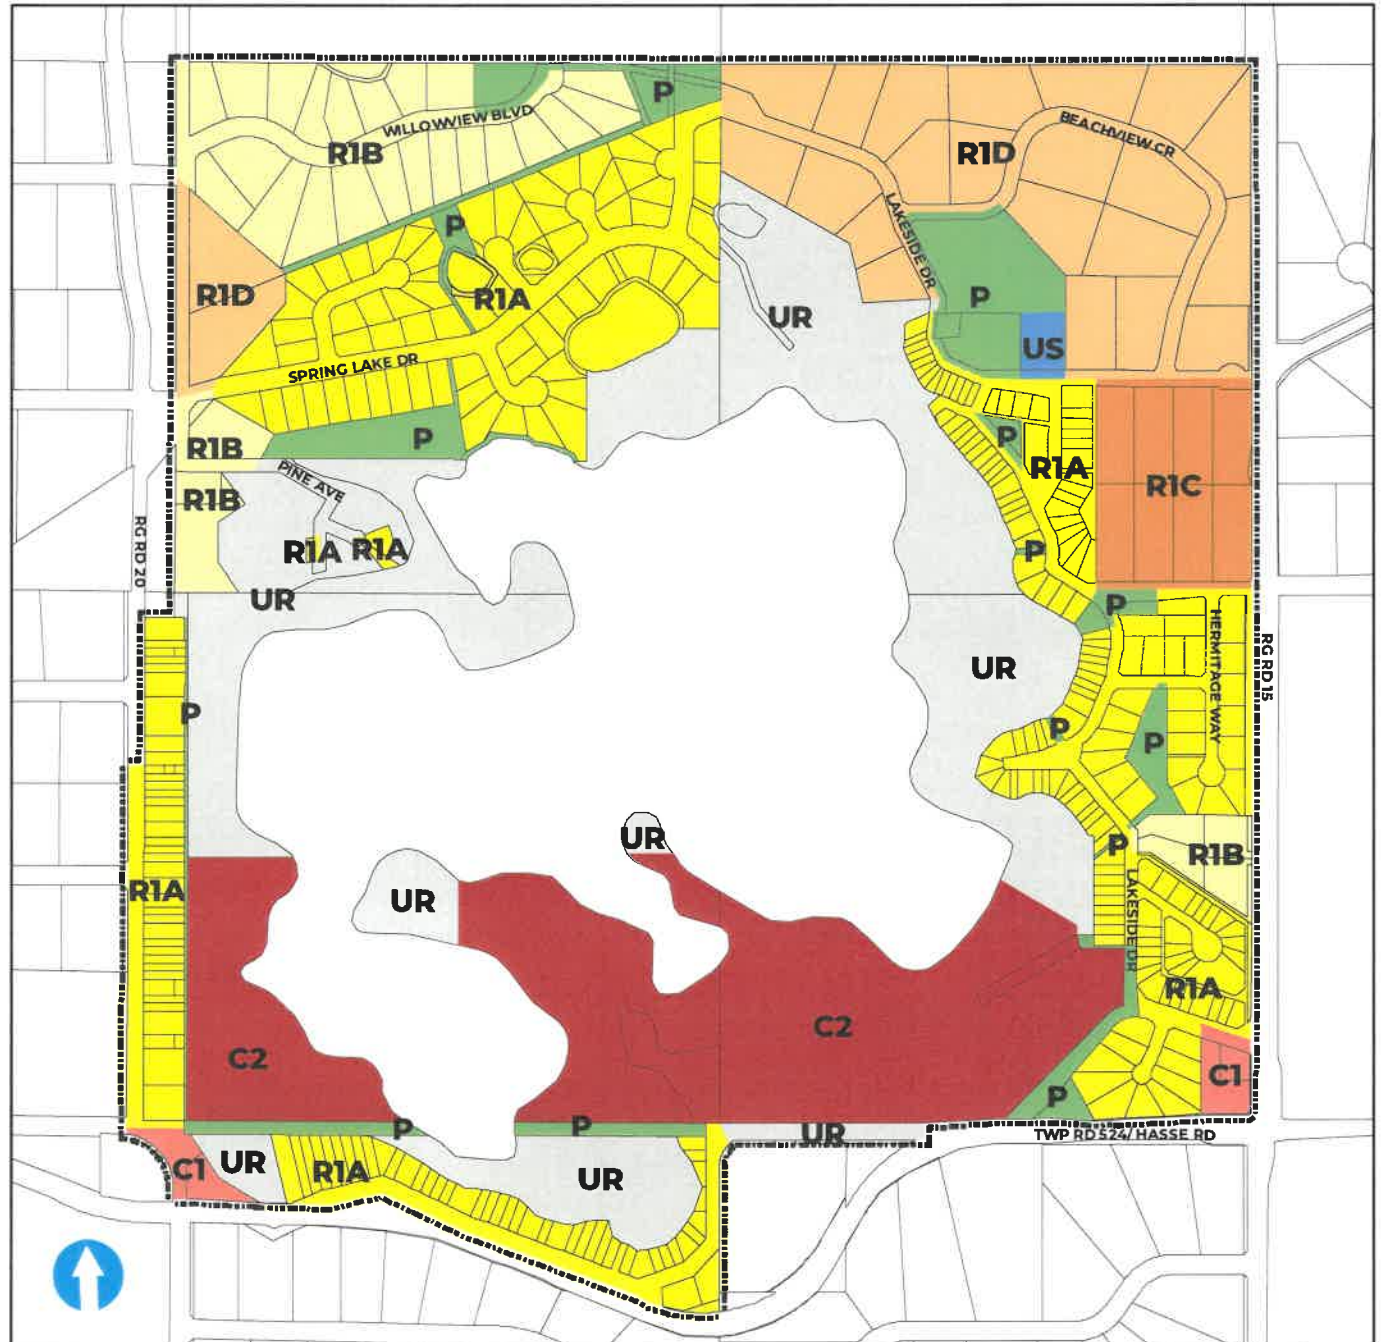 P
WILLOWVIEW BLVD
BEACHVIEW CR
R1B
R1D
P
LAKESIDE DR
R1D
R1A
P
UR
US
SPRING LAKE DR
R1B
P
P
R1A
PINE AVE
R1B
R1C
RG RD 20
R1A
R1A
P
UR
P
HERMITAGE WAY
RG RD 15
UR
P
P
P
UR
P
R1B
R1A
UR
LAKESIDE DR
R1A
C2
C2
C1
P
P
P
UR
TWP RD 524/ HASSE RD
C1
UR
R1A
UR